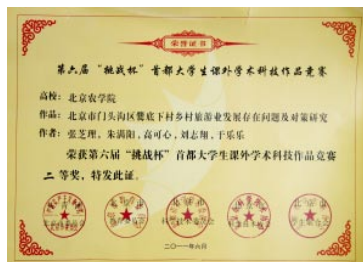 荣誉证书
第六届“挑战杯”首都大学生课外学术科技作品竞赛
高校：北京农学院
作品：北京市门头沟区爨底下村乡村旅游业发展存在问题及对策研究
作者：张芝理，朱满阳，高可心，刘志翔，于乐乐
荣获第六届“挑战杯”首都大学生课外学术科技作品竞赛
二 等奖，特发此证。
二〇一一年六月